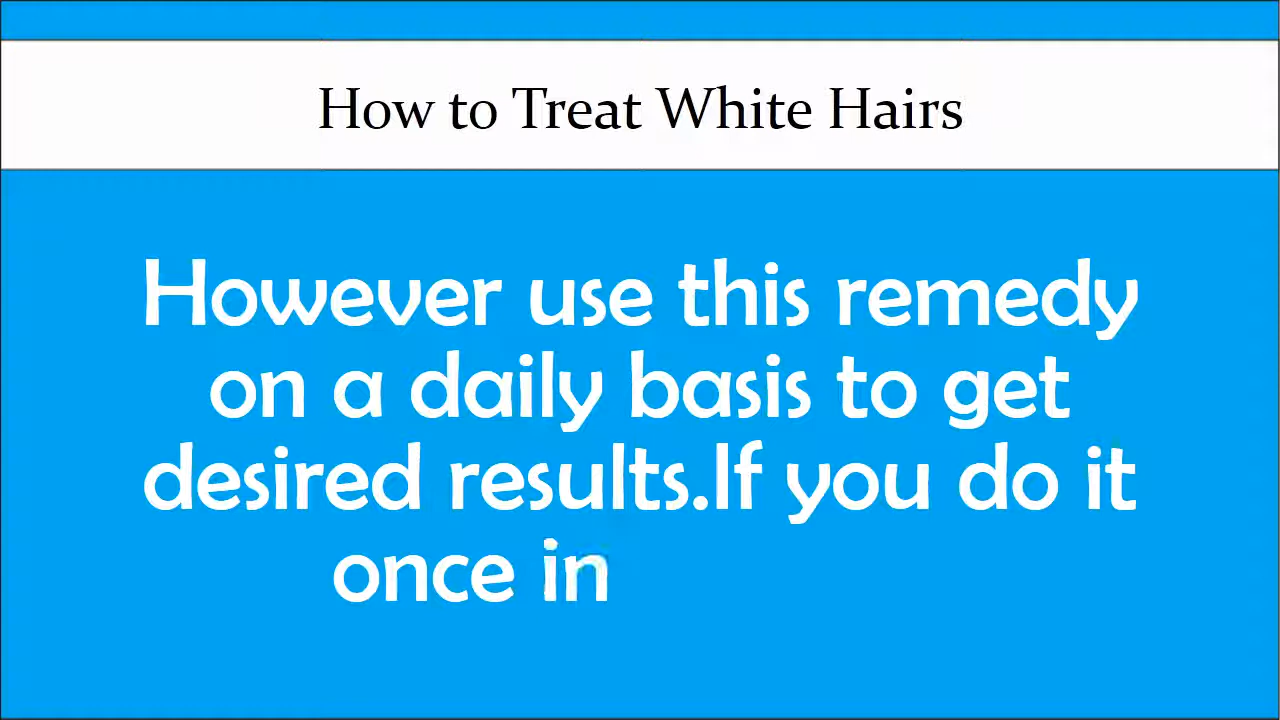 How to Treat White Hairs
However use this remedy
on a daily basis to get
desired results.If you do it
once in